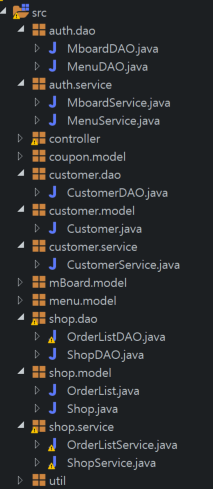 src
auth.dao
MboardDAO.java
MenuDAO.java
auth.service
MboardService.java
MenuService.java
controller
coupon.model
customer.dao
CustomerDAO.java
customer.model
Customer.java
customer.service
CustomerService.java
mBoard.model
menu.model
shop.dao
OrderListDAO.java
ShopDAO.java
shop.model
OrderList.java
Shop.java
shop.service
OrderListService.java
ShopService.java
util